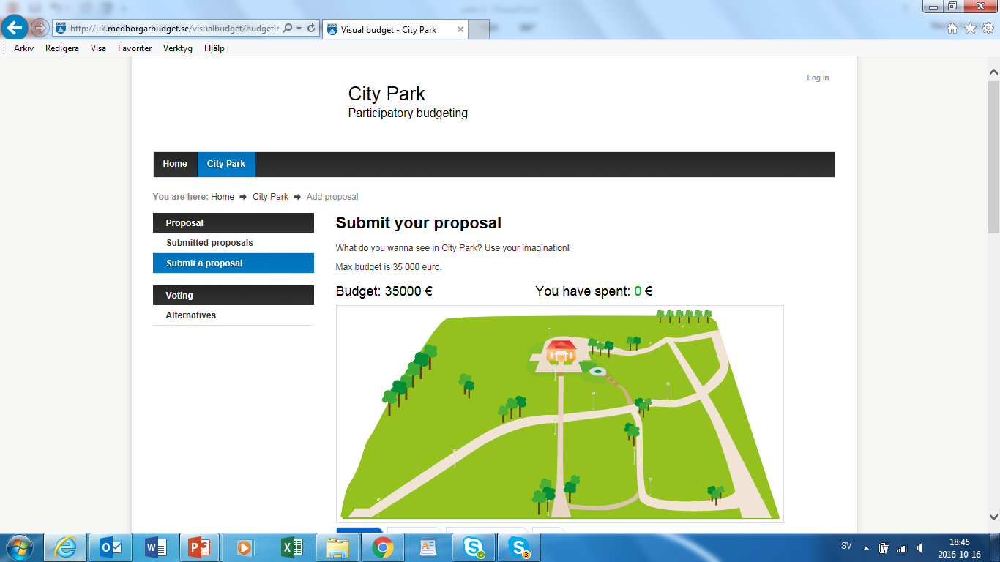 http://uk.medborgarbudget.se/visualbudget/budgetir
Visual budget - City Park
Arkiv Redigera Visa Favoriter Verktyg Hjälp
Log in
City Park
Participatory budgeting
Home City Park
You are here: Home City Park Add proposal
Proposal
Submitted proposals
Submit a proposal
Voting
Alternatives
Submit your proposal
What do you wanna see in City Park? Use your imagination!
Max budget is 35 000 euro.
Budget: 35000 € You have spent: 0 €
SV
18:45
2016-10-16
3